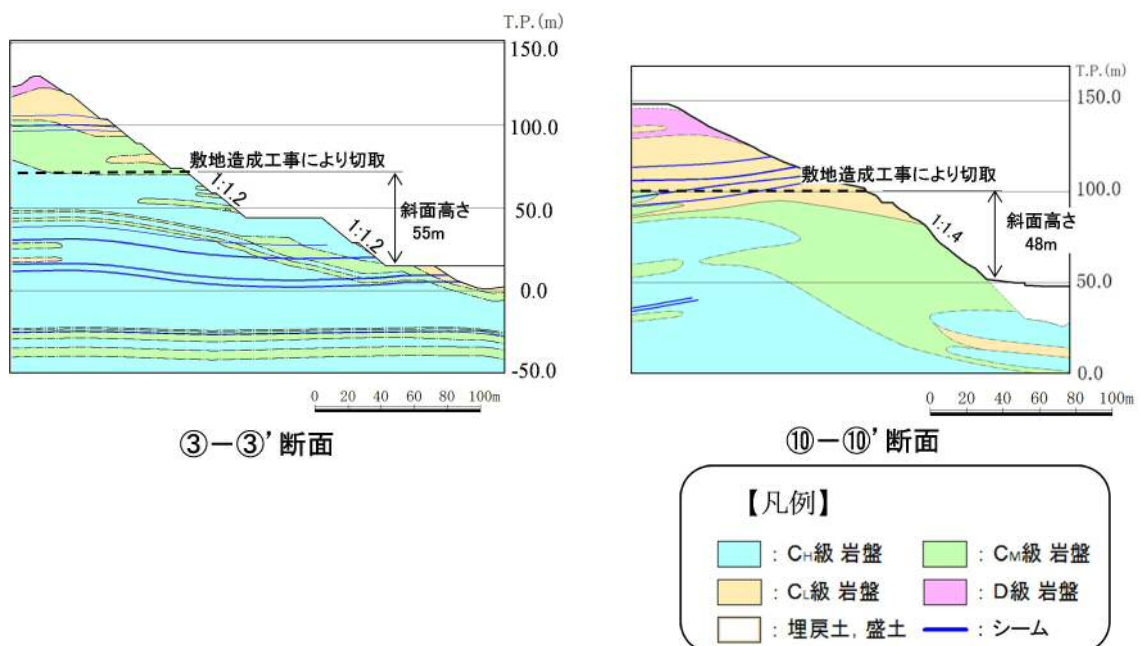 T.P.(m)
150.0
100.0
50.0
0.0
-50.0
敷地造成工事により切取
1:1.2
1:1.2
斜面高さ
55m
0 20 40 60 80 100m
③－③’断面
T.P.(m)
150.0
100.0
50.0
0.0
敷地造成工事により切取
1:1.4
斜面高さ
48m
0 20 40 60 80 100m
⑩－⑩’断面
【凡例】
：CH級 岩盤
：CM級 岩盤
：CL級 岩盤
：D級 岩盤
：埋戻土，盛土
：シーム